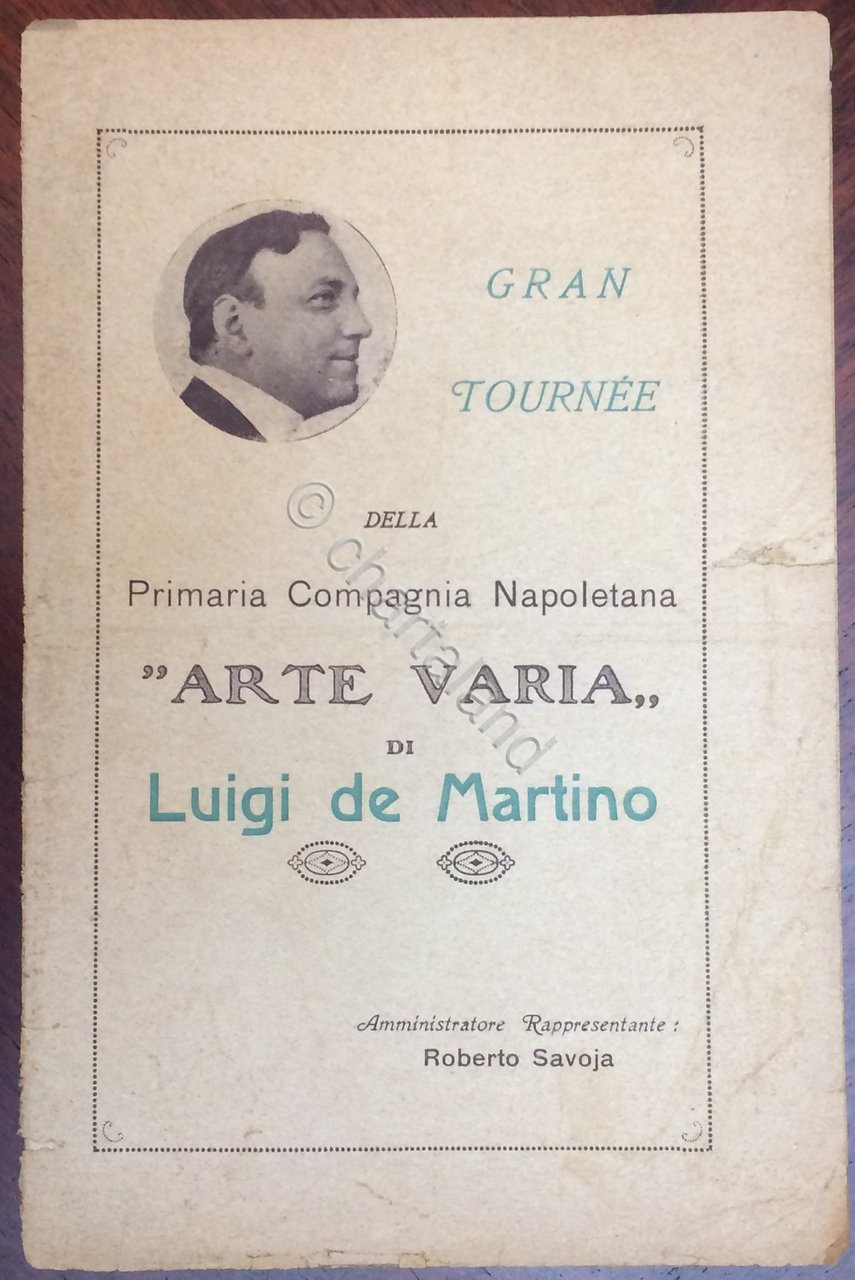 GRAN
TOURNÉE
DELLA
Primaria Compagnia Napoletana
"ARTE VARIA„
DI
Luigi de Martino
Amministratore Rappresentante :
Roberto Savoja
© chartaland